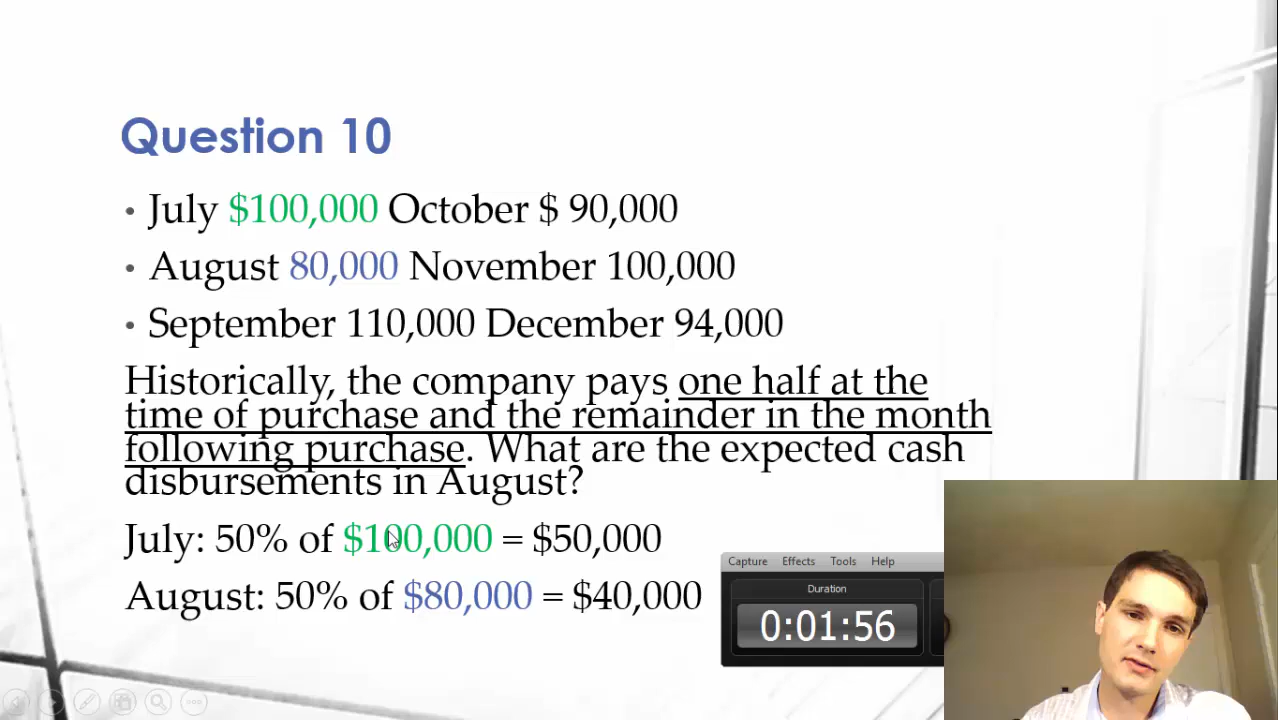 Question 10
• July $100,000 October $ 90,000
• August 80,000 November 100,000
• September 110,000 December 94,000
Historically, the company pays one half at the
time of purchase and the remainder in the month
following purchase. What are the expected cash
disbursements in August?
July: 50% of $100,000 = $50,000
August: 50% of $80,000 = $40,000
Capture Effects Tools Help
Duration
0:01:56